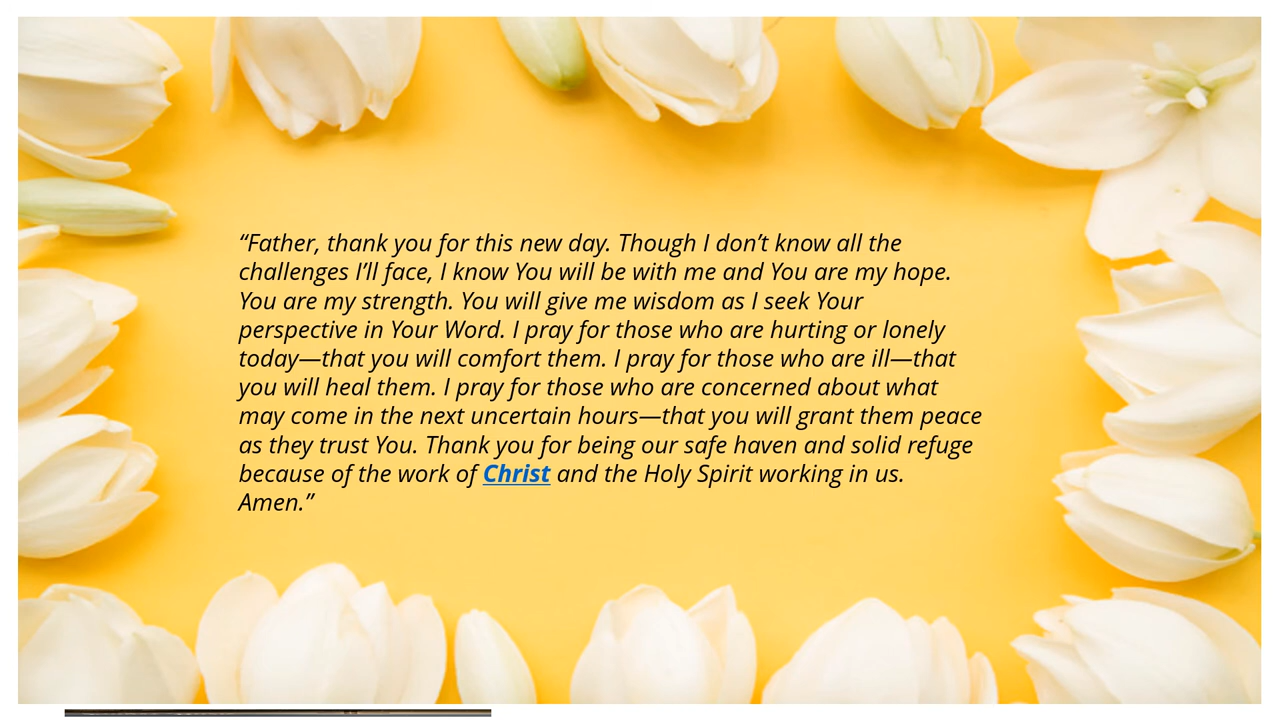 “Father, thank you for this new day. Though I don’t know all the
challenges I’ll face, I know You will be with me and You are my hope.
You are my strength. You will give me wisdom as I seek Your
perspective in Your Word. I pray for those who are hurting or lonely
today—that you will comfort them. I pray for those who are ill—that
you will heal them. I pray for those who are concerned about what
may come in the next uncertain hours—that you will grant them peace
as they trust You. Thank you for being our safe haven and solid refuge
because of the work of Christ and the Holy Spirit working in us.
Amen.”